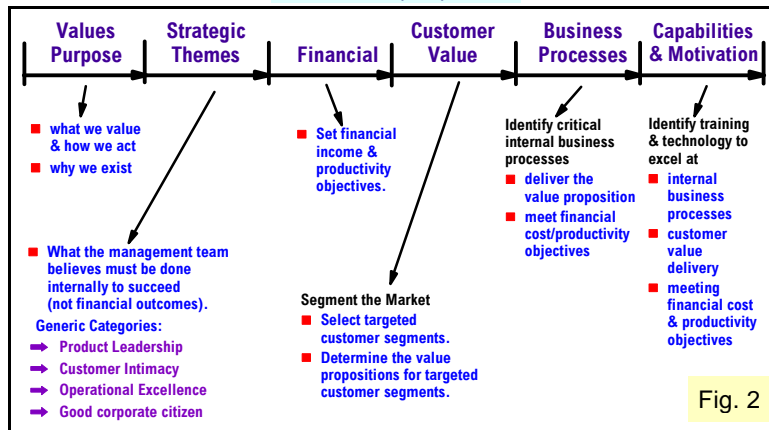 Values
Purpose
Strategic
Themes
Financial
Customer
Value
Business
Processes
Capabilities
& Motivation
what we value
& how we act
why we exist
What the management team
believes must be done
internally to succeed
(not financial outcomes).
Generic Categories:
Product Leadership
Customer Intimacy
Operational Excellence
Good corporate citizen
Set financial
income &
productivity
objectives.
Segment the Market
Select targeted
customer segments.
Determine the value
propositions for targeted
customer segments.
Identify critical
internal business
processes
deliver the
value proposition
meet financial
cost/productivity
objectives
Identify training
& technology to
excel at
internal
business
processes
customer
value
delivery
meeting
financial cost
& productivity
objectives
Fig. 2